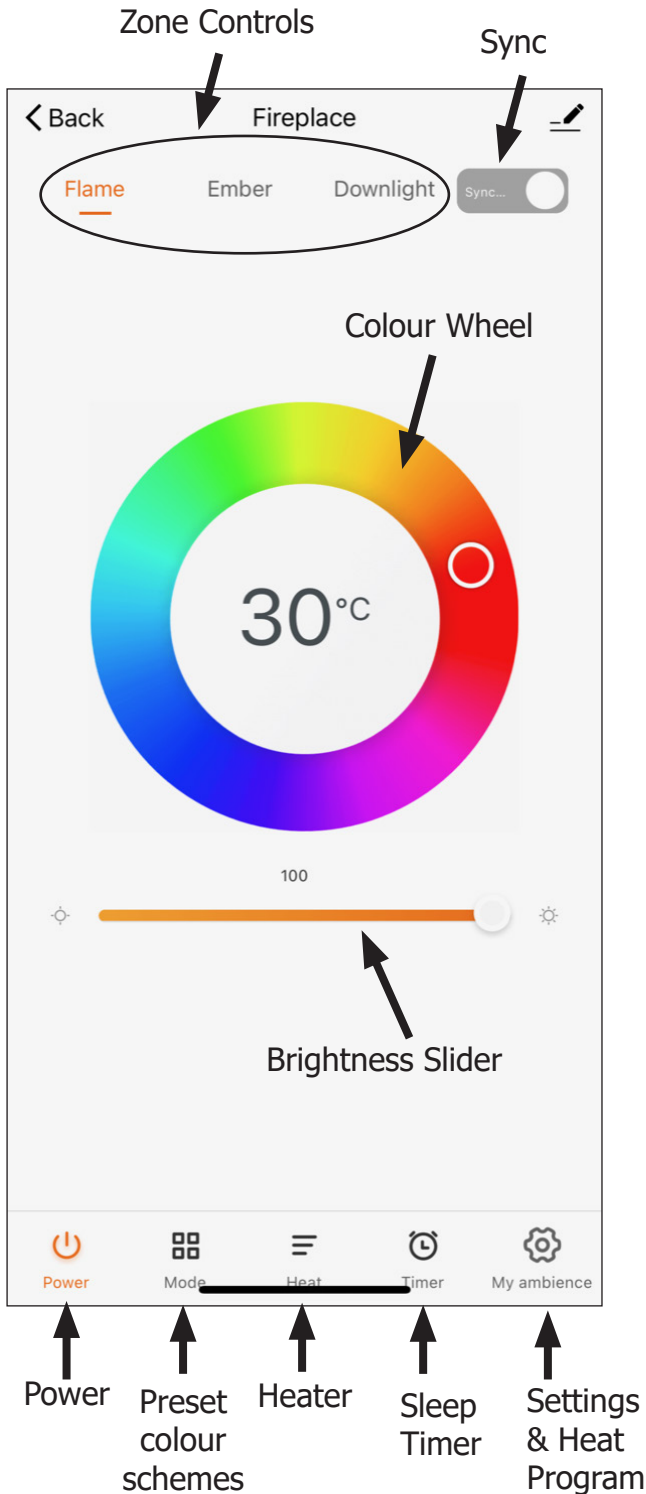 Zone Controls
Sync
Back
Fireplace
Flame
Ember
Downlight
Sync...
Colour Wheel
30°C
100
Brightness Slider
Power
Mode
Heat
Timer
My ambience
Power
Preset
colour
schemes
Heater
Sleep
Timer
Settings
& Heat
Program